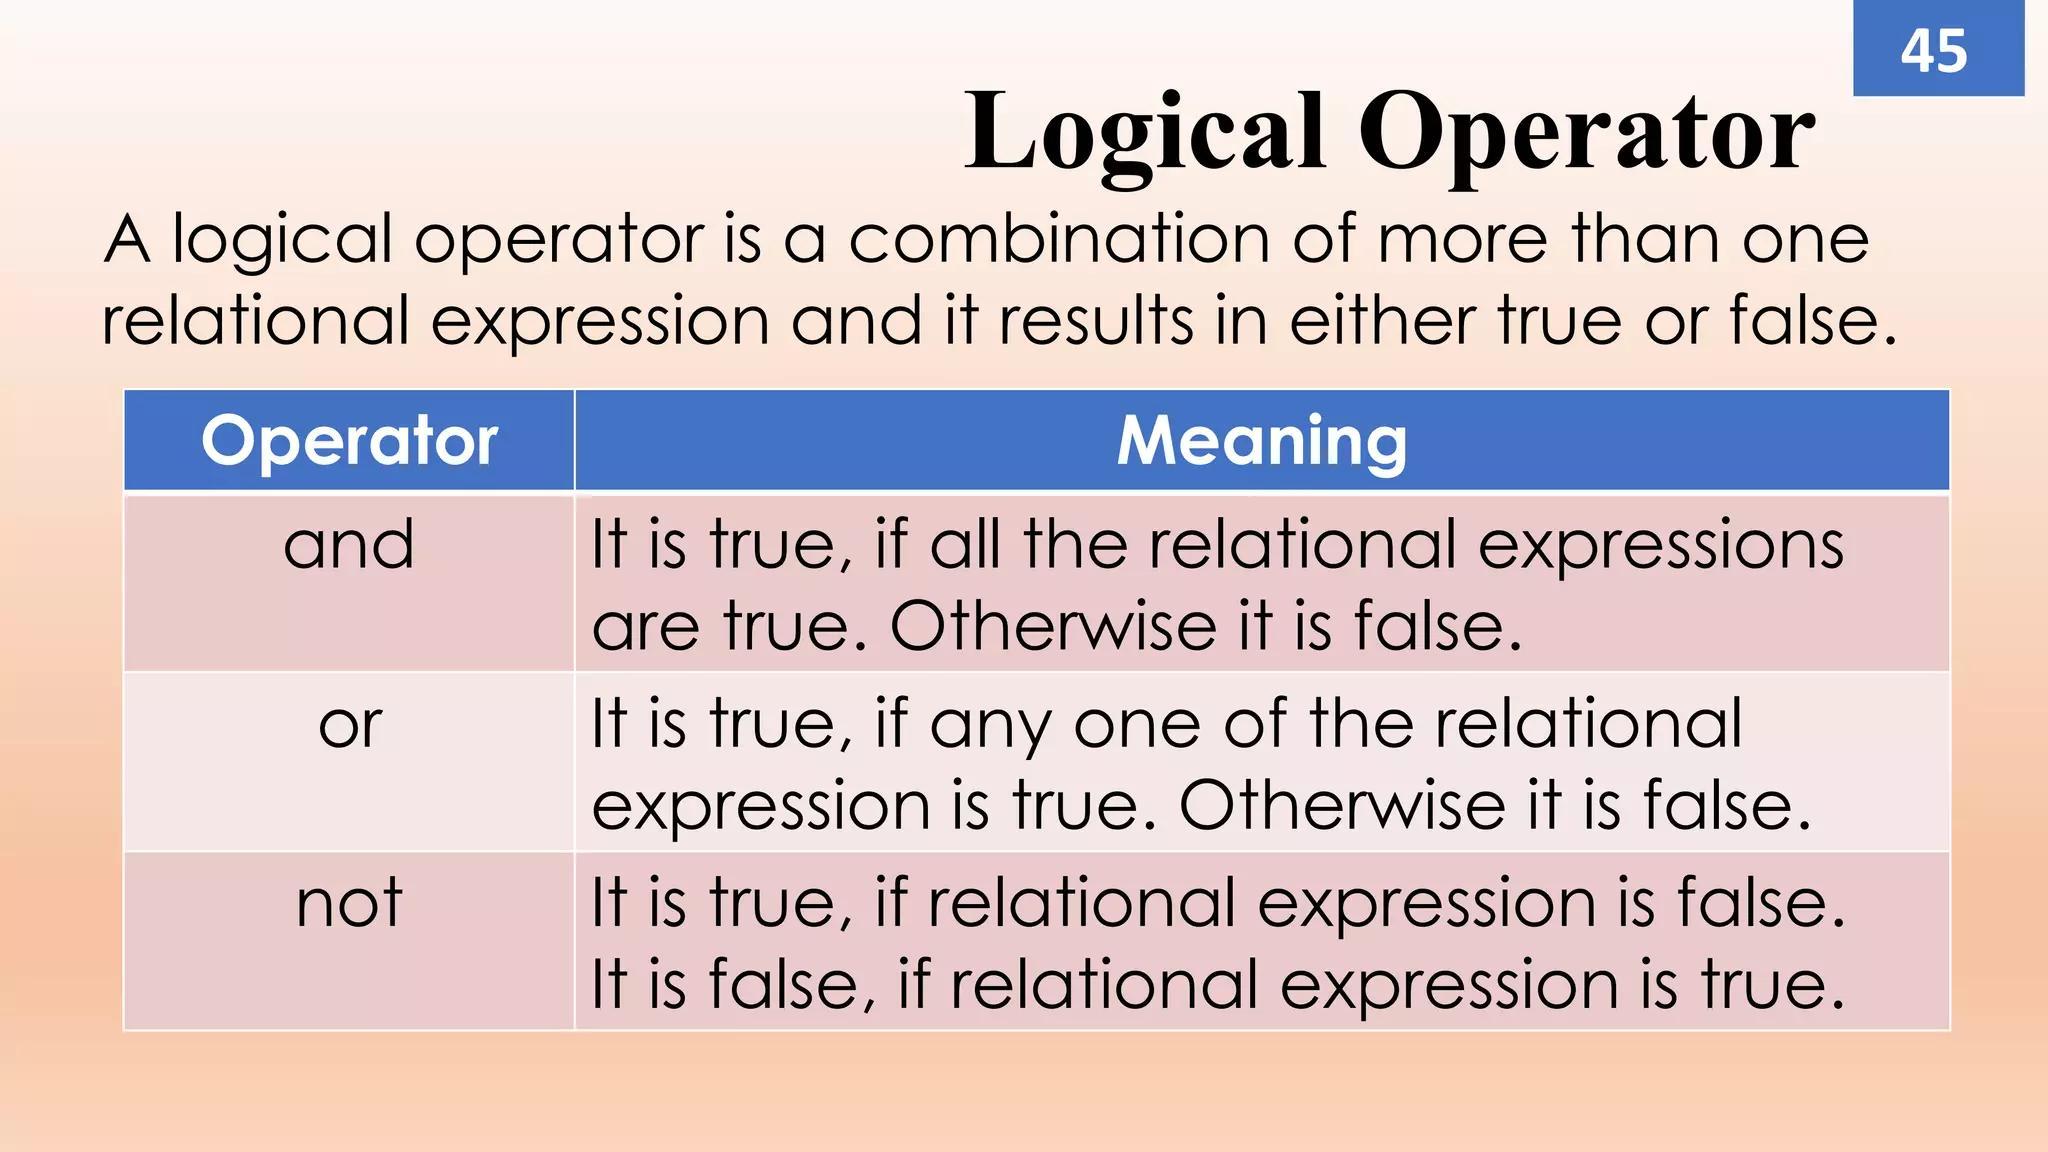 45
Logical Operator
A logical operator is a combination of more than one
relational expression and it results in either true or false.
Operator Meaning
and It is true, if all the relational expressions
are true. Otherwise it is false.
or It is true, if any one of the relational
expression is true. Otherwise it is false.
not It is true, if relational expression is false.
It is false, if relational expression is true.